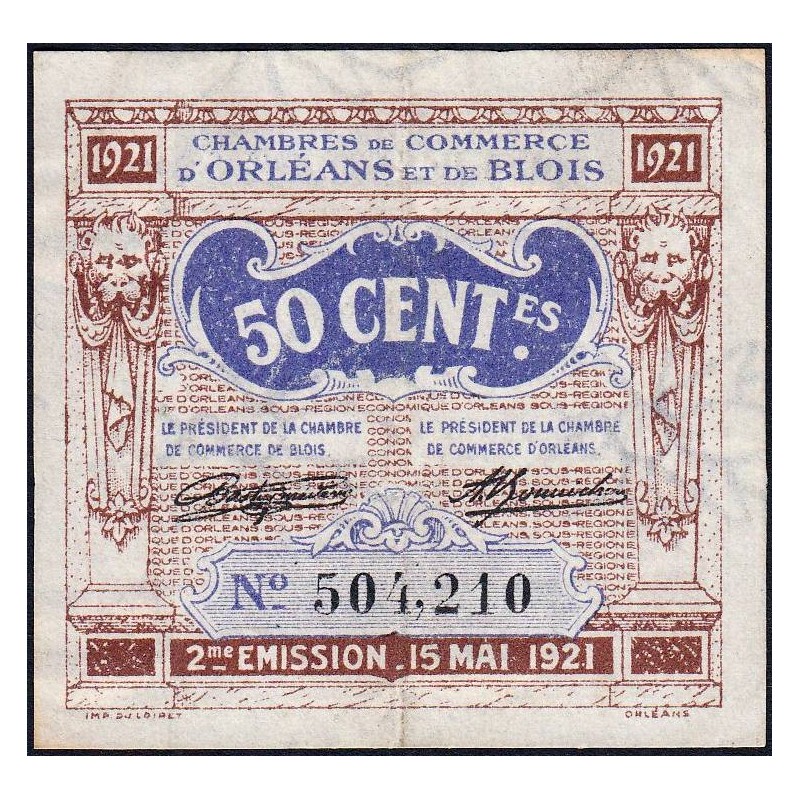 1921 CHAMBRES DE COMMERCE 1921
D'ORLÉANS ET DE BLOIS
50 CENTES.
LE PRÉSIDENT DE LA CHAMBRE
DE COMMERCE DE BLOIS.
LE PRÉSIDENT DE LA CHAMBRE
DE COMMERCE D'ORLÉANS.
No 504,210
2me EMISSION _ 15 MAI 1921
IMP. DU LOIRET
ORLÉANS